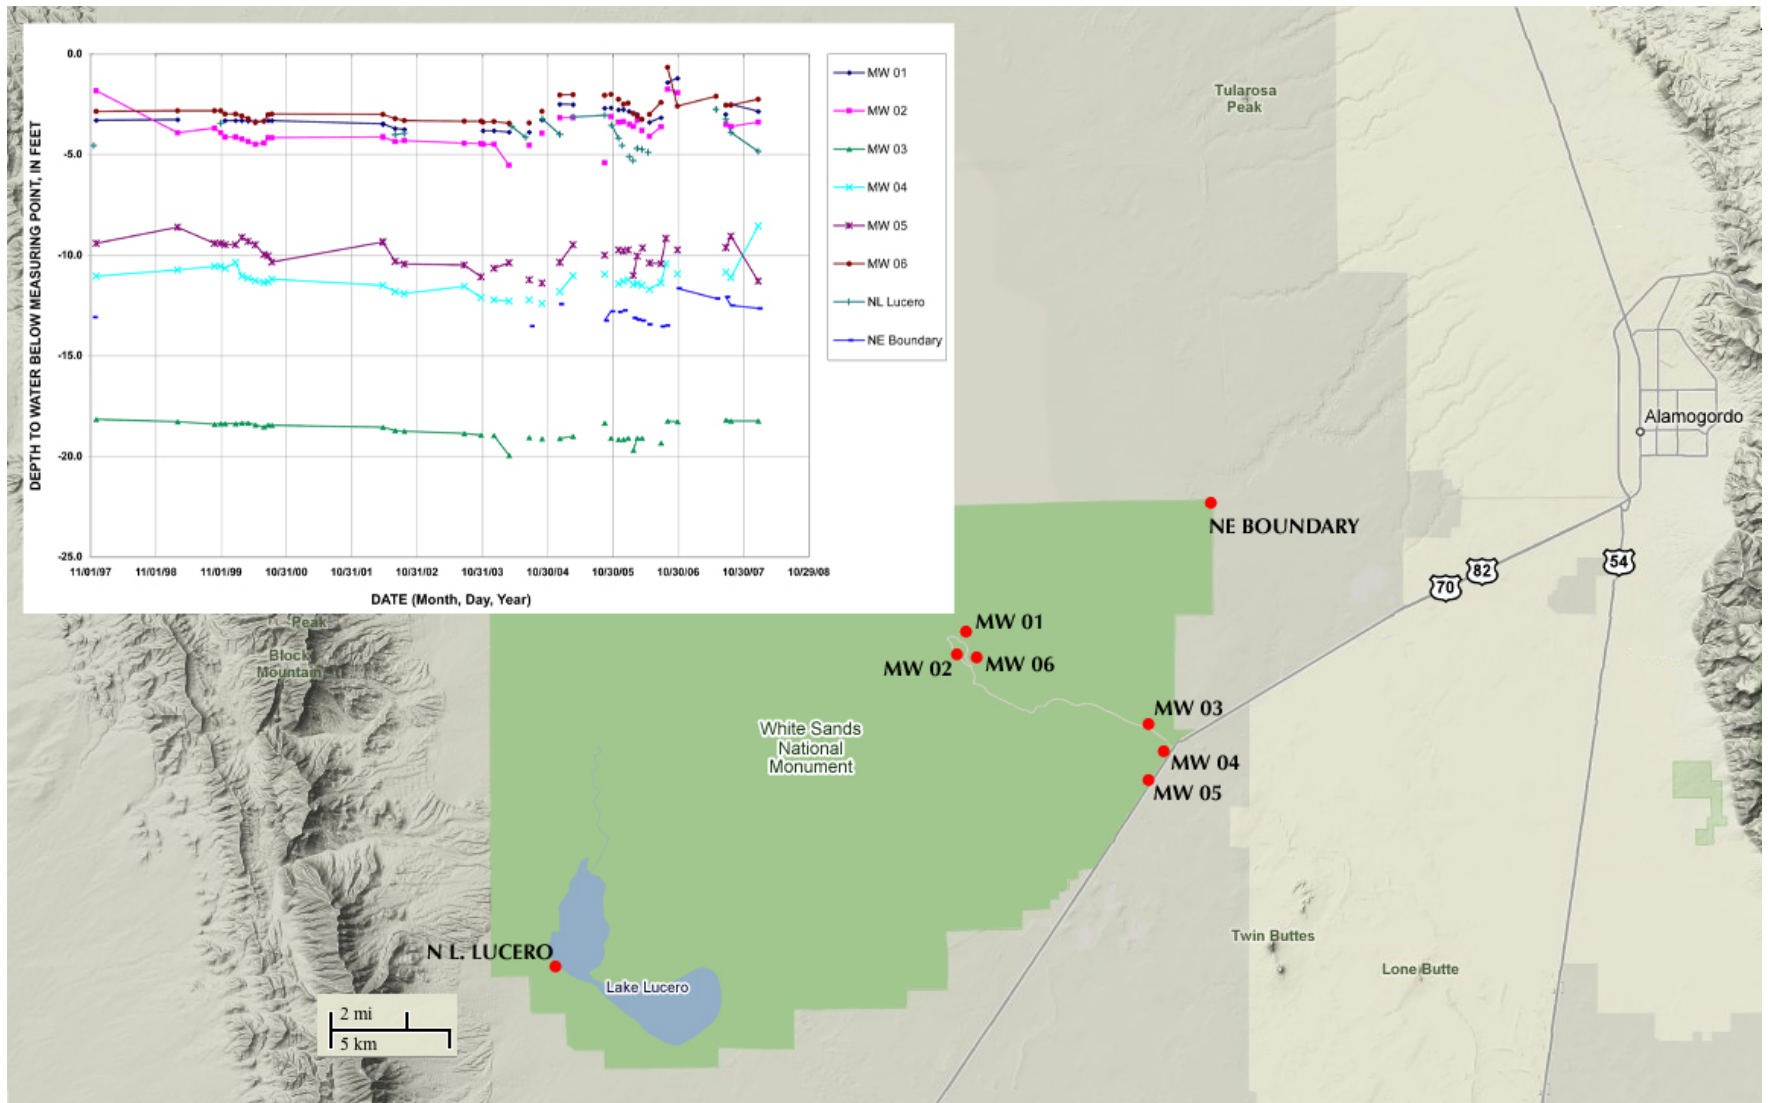 0.0
-5.0
-10.0
-15.0
-20.0
-25.0
DEPTH TO WATER BELOW MEASURING POINT, IN FEET
11/01/97 11/01/98 11/01/99 10/31/00 10/31/01 10/31/02 10/31/03 10/30/04 10/30/05 10/30/06 10/30/07 10/29/08
DATE (Month, Day, Year)
MW 01
MW 02
MW 03
MW 04
MW 05
MW 06
NL Lucero
NE Boundary
Tularosa
Peak
Alamogordo
NE BOUNDARY
70
82
54
Peak
Block
Mountain
MW 01
MW 02
MW 06
MW 03
MW 04
MW 05
White Sands
National
Monument
N L. LUCERO
Lake Lucero
Twin Buttes
Lone Butte
2 mi
5 km